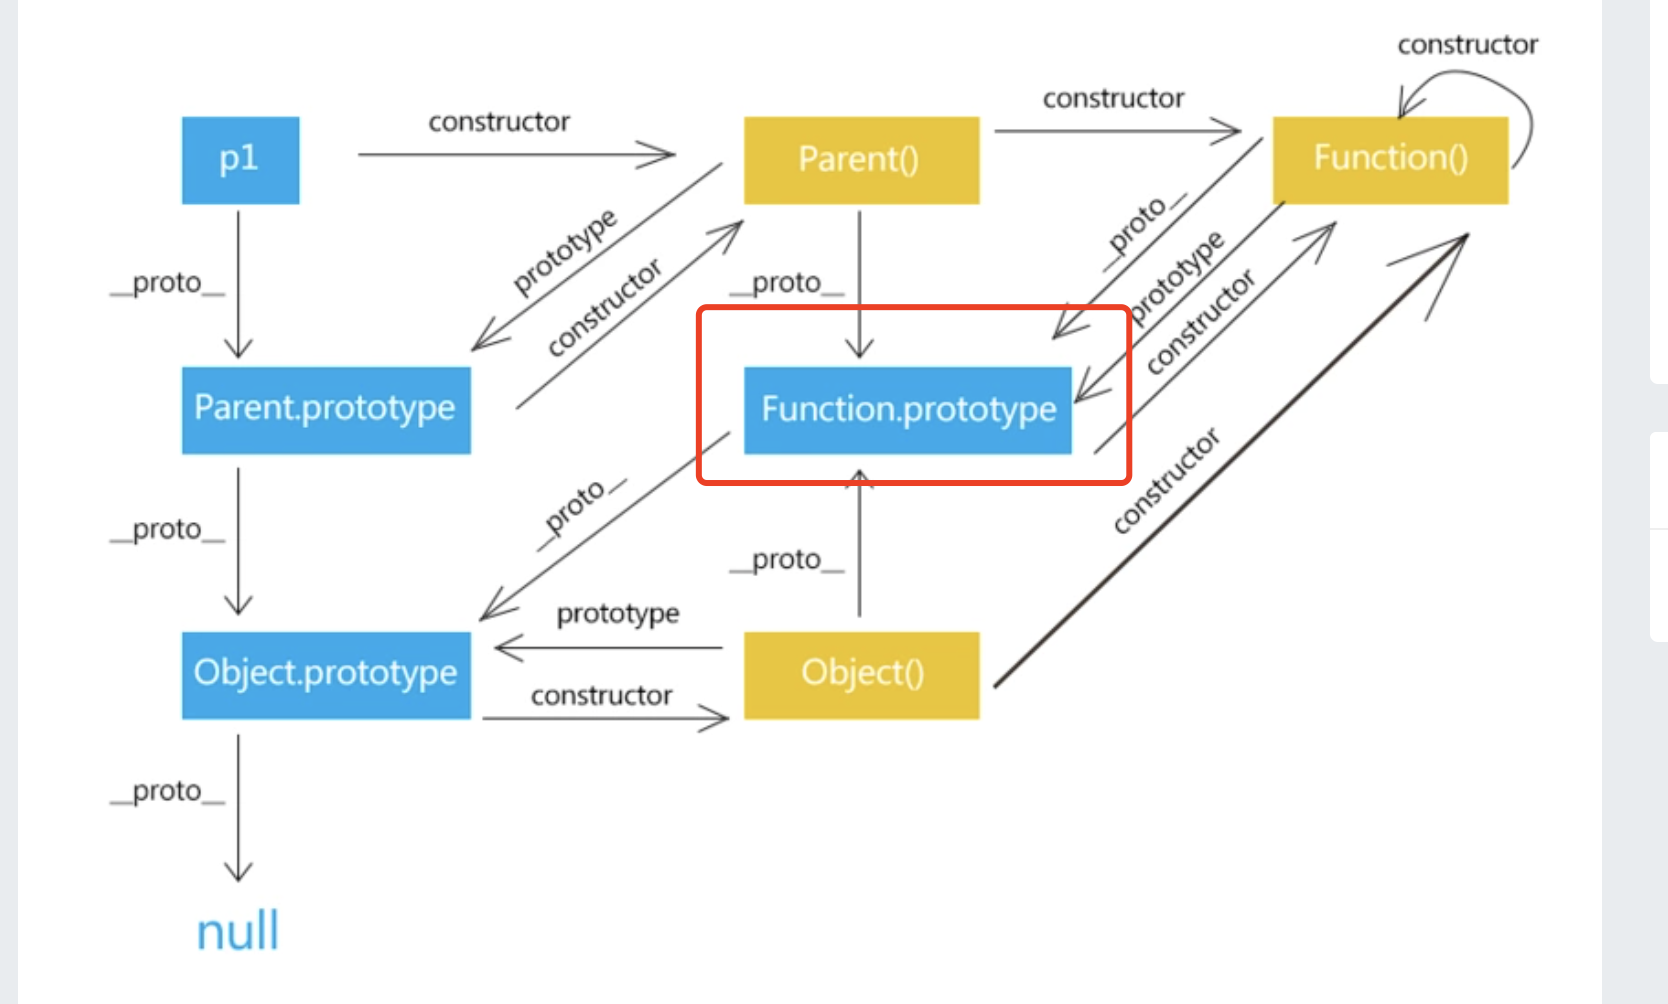 constructor
constructor
constructor
p1
Parent()
Function()
prototype
constructor
__proto__
__proto__
__proto__
prototype
constructor
Parent.prototype
Function.prototype
constructor
__proto__
__proto__
__proto__
prototype
Object.prototype
Object()
constructor
__proto__
null